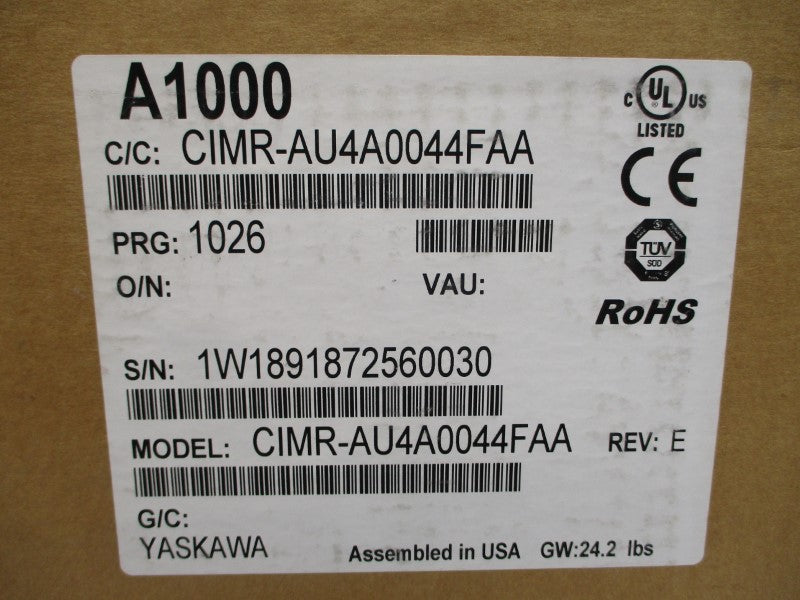 A1000
C/C: CIMR-AU4A0044FAA
PRG: 1026
O/N: VAU:
S/N: 1W1891872560030
MODEL: CIMR-AU4A0044FAA REV: E
G/C:
YASKAWA Assembled in USA GW:24.2 lbs
C UL ® US
LISTED
CE
TÜV
SÜD
RoHS